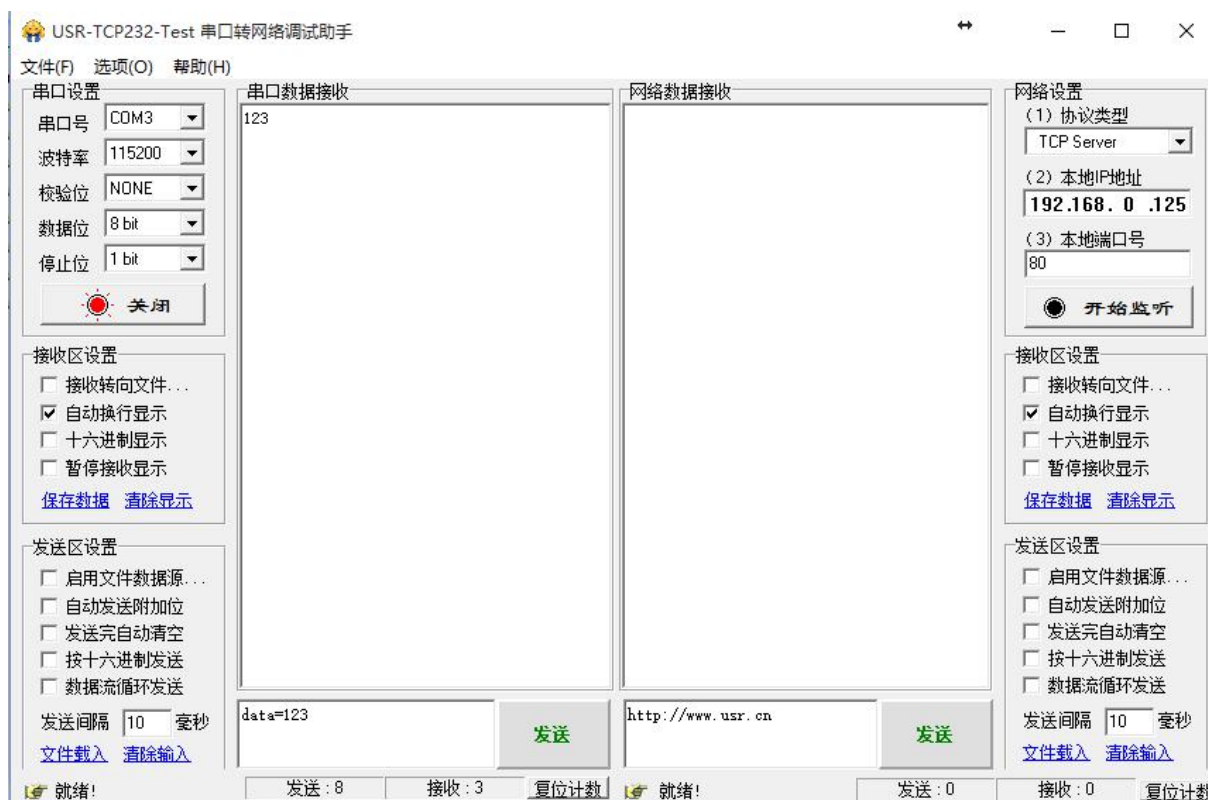 USR-TCP232-Test 串口转网络调试助手
文件(F) 选项(O) 帮助(H)
串口设置
串口号 COM3
波特率 115200
校验位 NONE
数据位 8 bit
停止位 1 bit
关闭
接收区设置
接收转向文件...
自动换行显示
十六进制显示
暂停接收显示
保存数据 清除显示
发送区设置
启用文件数据源...
自动发送附加位
发送完自动清空
按十六进制发送
数据流循环发送
发送间隔 10 毫秒
文件载入 清除输入
串口数据接收
123
data=123
发送
网络数据接收
http://www.usr.cn
发送
网络设置
(1) 协议类型
TCP Server
(2) 本地IP地址
192.168. 0 .125
(3) 本地端口号
80
开始监听
接收区设置
接收转向文件...
自动换行显示
十六进制显示
暂停接收显示
保存数据 清除显示
发送区设置
启用文件数据源...
自动发送附加位
发送完自动清空
按十六进制发送
数据流循环发送
发送间隔 10 毫秒
文件载入 清除输入
就绪! 发送:8 接收:3 复位计数
就绪! 发送:0 接收:0 复位计数